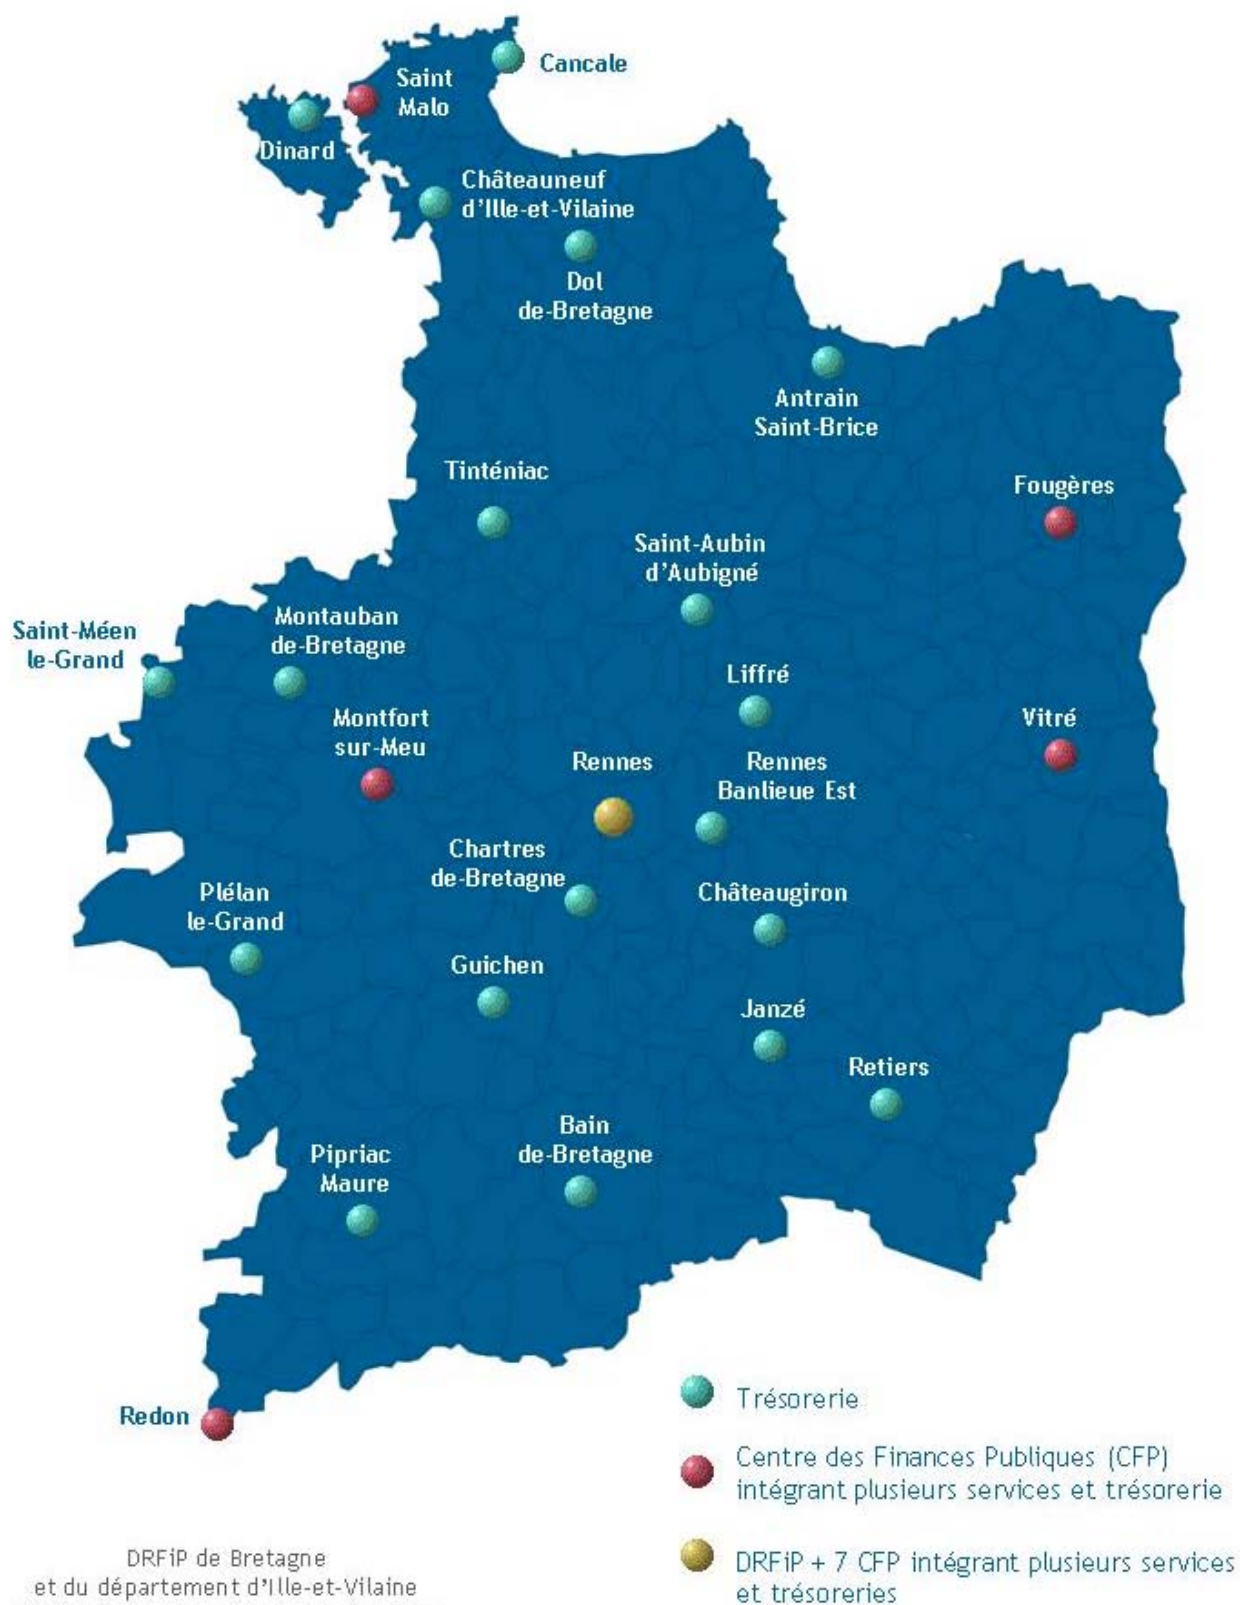 Cancale
Saint
Malo
Dinard
Châteauneuf
d'Ille-et-Vilaine
Dol
de-Bretagne
Antrain
Saint-Brice
Tinténiac
Fougères
Saint-Aubin
d'Aubigné
Saint-Méen
le-Grand
Montauban
de-Bretagne
Liffré
Montfort
sur-Meu
Vitré
Rennes
Rennes
Banlieue Est
Chartres
de-Bretagne
Plélan
le-Grand
Châteaugiron
Guichen
Janzé
Retiers
Bain
de-Bretagne
Pipriac
Maure
Redon
Trésorerie
Centre des Finances Publiques (CFP)
intégrant plusieurs services et trésorerie
DRFiP + 7 CFP intégrant plusieurs services
et trésoreries
DRFiP de Bretagne
et du département d'Ille-et-Vilaine